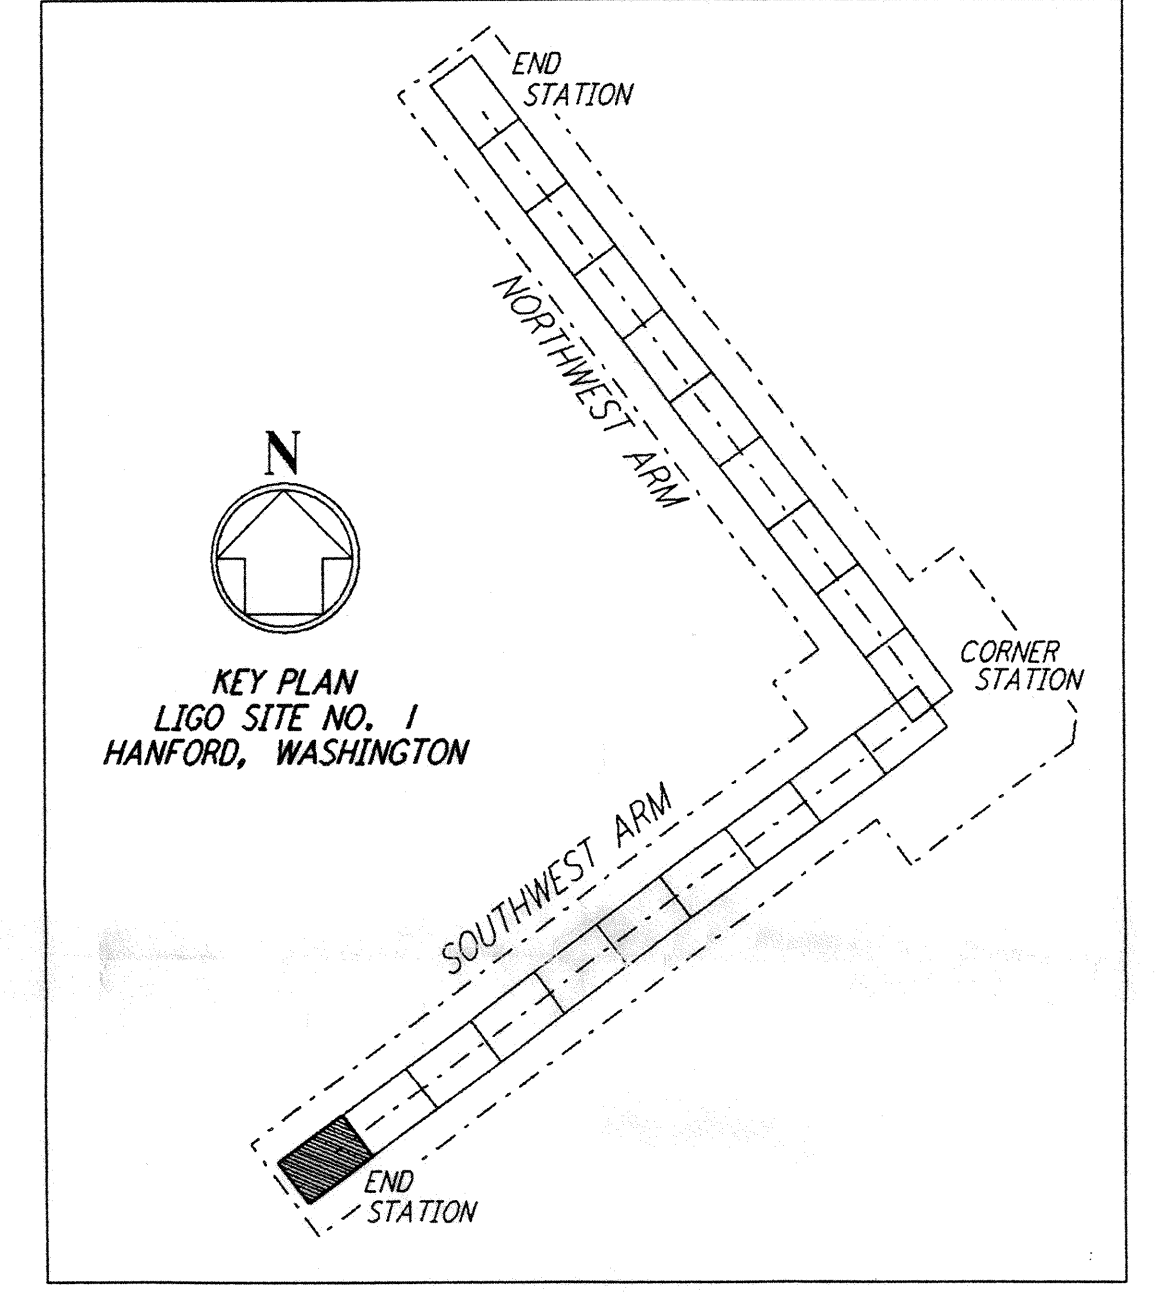 END
STATION
NORTHWEST ARM
N
CORNER
STATION
KEY PLAN
LIGO SITE NO. 1
HANFORD, WASHINGTON
SOUTHWEST ARM
END
STATION